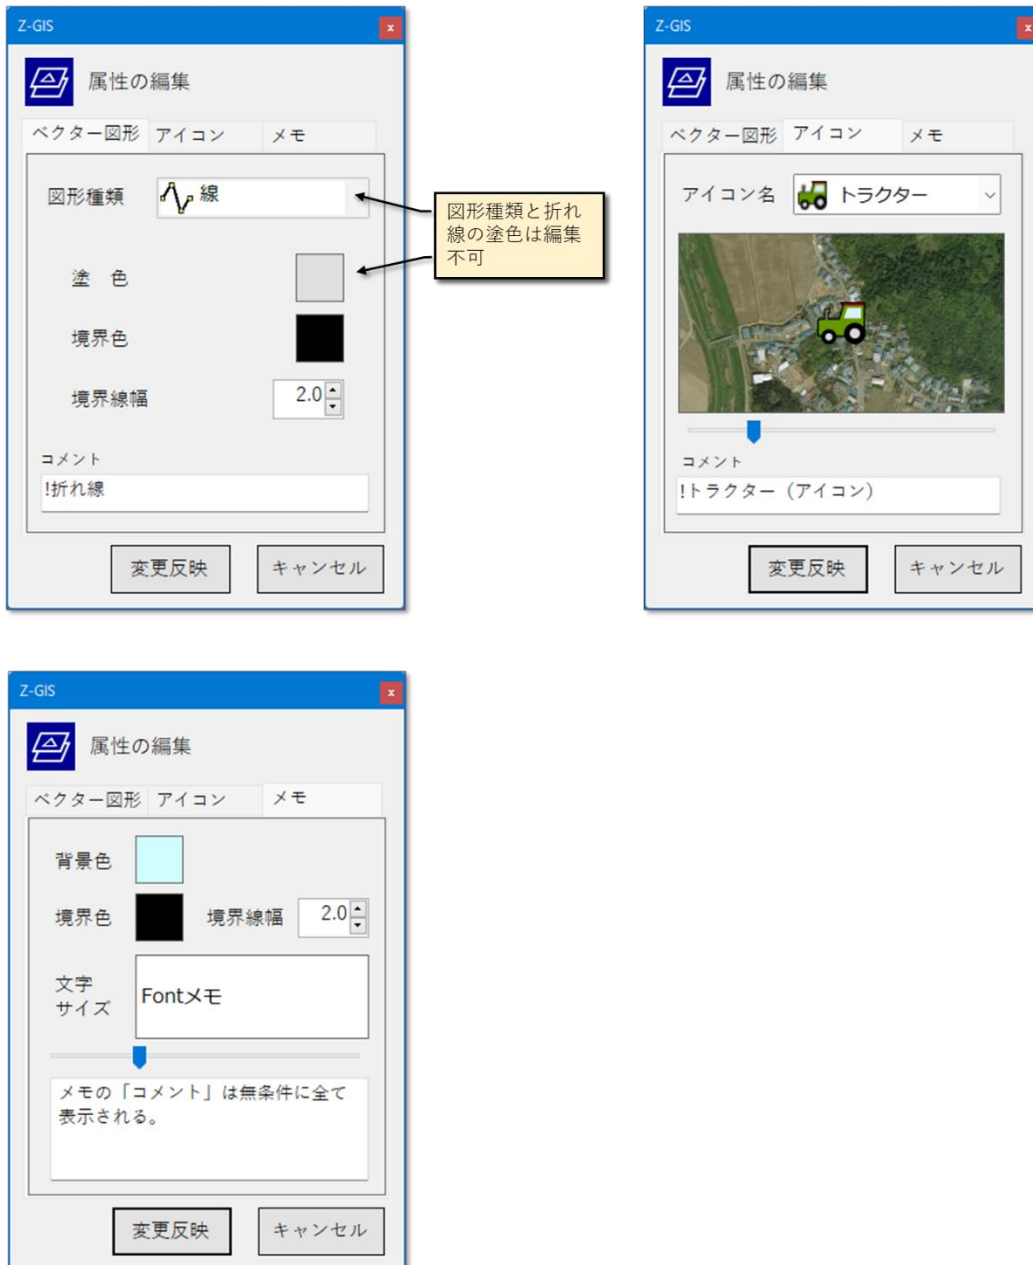 Z-GIS
x
属性の編集
ベクター図形 アイコン メモ
図形種類 線
塗 色
境界色
境界線幅 2.0
コメント
!折れ線
変更反映 キャンセル
図形種類と折れ
線の塗色は編集
不可
Z-GIS
x
属性の編集
ベクター図形 アイコン メモ
アイコン名 トラクター
コメント
!トラクター（アイコン）
変更反映 キャンセル
Z-GIS
x
属性の編集
ベクター図形 アイコン メモ
背景色
境界色 境界線幅 2.0
文字
サイズ
Fontメモ
メモの「コメント」は無条件に全て
表示される。
変更反映 キャンセル